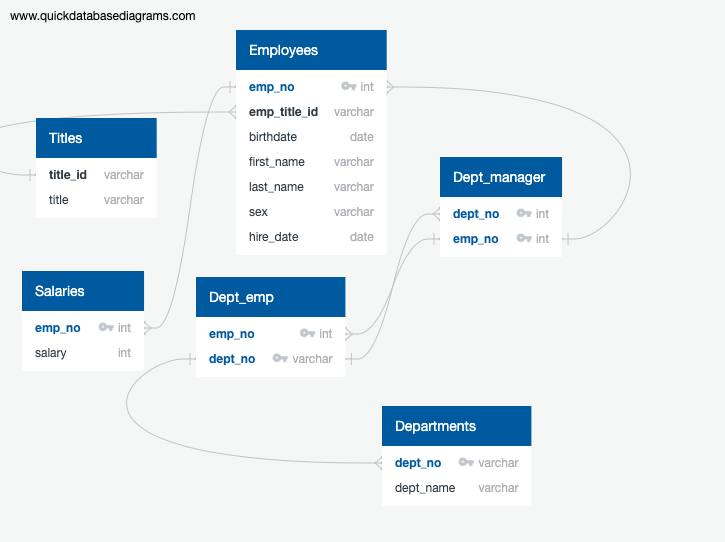 www.quickdatabasediagrams.com
Employees
emp_no int
emp_title_id varchar
birthdate date
first_name varchar
last_name varchar
sex varchar
hire_date date
Titles
title_id varchar
title varchar
Dept_manager
dept_no int
emp_no int
Salaries
emp_no int
salary int
Dept_emp
emp_no int
dept_no varchar
Departments
dept_no varchar
dept_name varchar